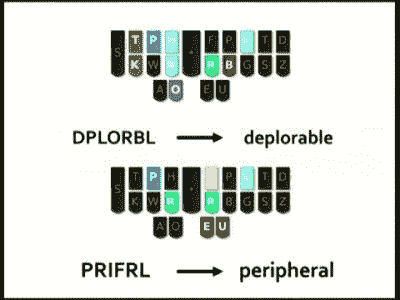 T P F P T D
S
K W R B G S Z
A O E U
DPLORBL → deplorable
T P H P T D
S
K W R R B G S Z
A O E U
PRIFRL → peripheral